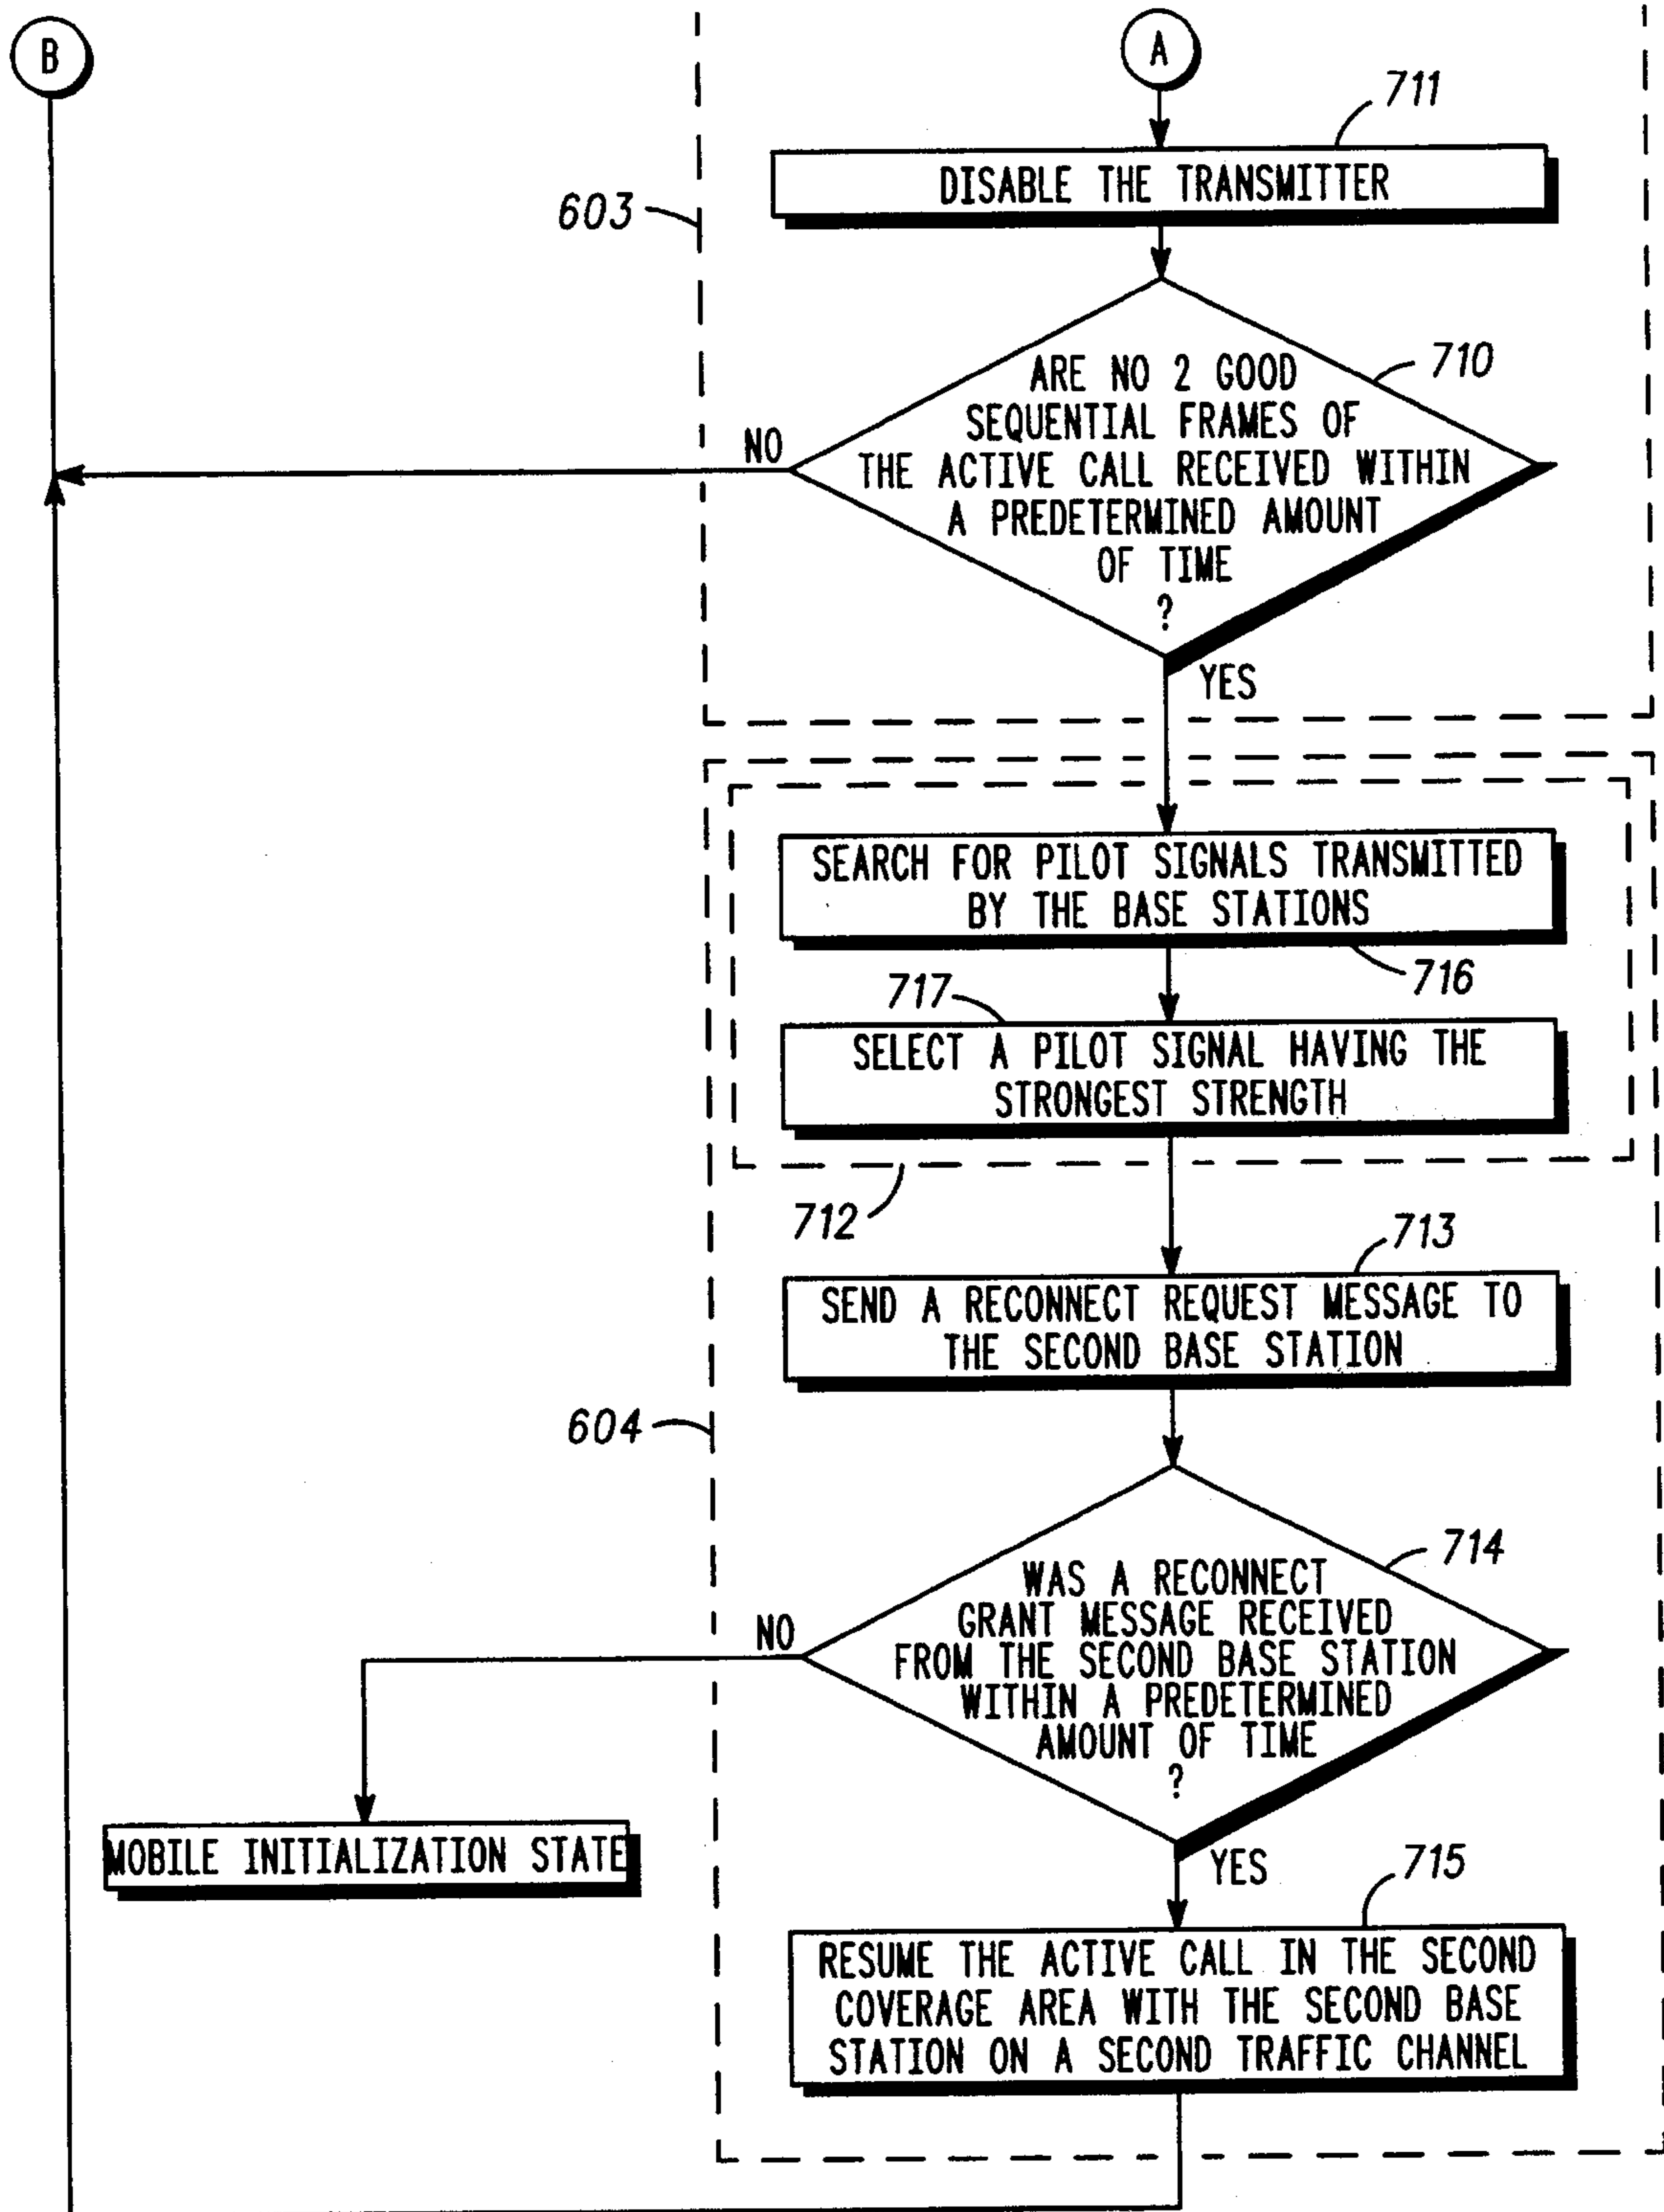 B
A
711
DISABLE THE TRANSMITTER
603
710
ARE NO 2 GOOD
SEQUENTIAL FRAMES OF
THE ACTIVE CALL RECEIVED WITHIN
A PREDETERMINED AMOUNT
OF TIME
?
NO
YES
SEARCH FOR PILOT SIGNALS TRANSMITTED
BY THE BASE STATIONS
716
717
SELECT A PILOT SIGNAL HAVING THE
STRONGEST STRENGTH
712
713
SEND A RECONNECT REQUEST MESSAGE TO
THE SECOND BASE STATION
604
714
WAS A RECONNECT
GRANT MESSAGE RECEIVED
FROM THE SECOND BASE STATION
WITHIN A PREDETERMINED
AMOUNT OF TIME
?
NO
MOBILE INITIALIZATION STATE
YES
715
RESUME THE ACTIVE CALL IN THE SECOND
COVERAGE AREA WITH THE SECOND BASE
STATION ON A SECOND TRAFFIC CHANNEL